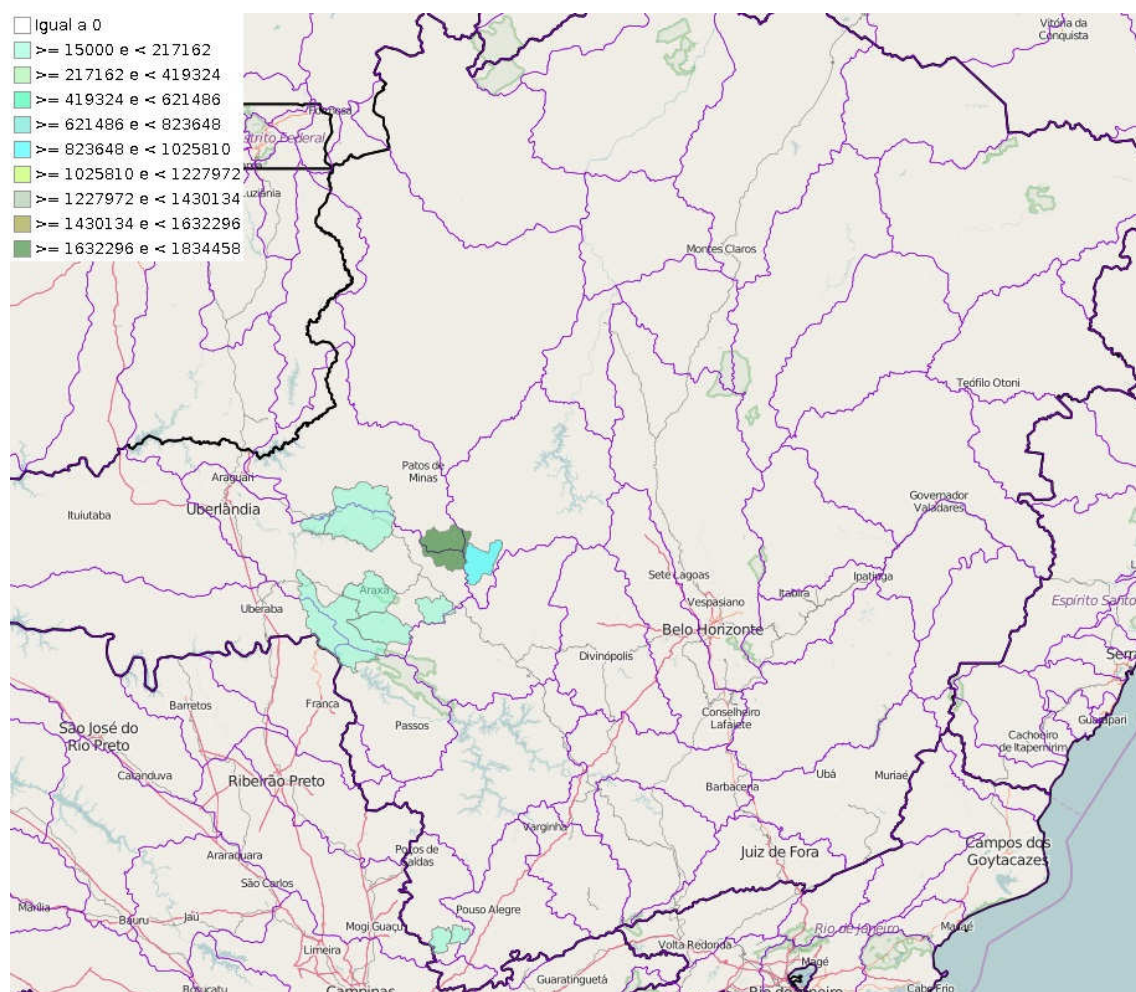 Igual a 0
>= 15000 e < 217162
>= 217162 e < 419324
>= 419324 e < 621486
>= 621486 e < 823648
>= 823648 e < 1025810
>= 1025810 e < 1227972
>= 1227972 e < 1430134
>= 1430134 e < 1632296
>= 1632296 e < 1834458
Vitória da
Conquista
strito Federal
uziânia
Montes Claros
Teófilo Otoni
Patos de
Minas
Araguari
Uberlândia
Ituiutaba
Governador
Valadares
Araxá
Uberaba
Sete Lagoas
Ipatinga
Itabira
Vespasiano
Espírito Santo
Belo Horizonte
Divinópolis
Serr
Barretos
Franca
Passos
Conselheiro
Lafaiete
Guarapari
São José do
Rio Preto
Cachoeiro
de Itapemirim
Catanduva
Ribeirão Preto
Ubá
Muriaé
Barbacena
Varginha
Araraquara
Poços de
Caldas
Juiz de Fora
Campos dos
Goytacazes
São Carlos
Marília
Bauru
Jaú
Mogi Guaçu
Pouso Alegre
Rio de Janeiro
Macaé
Limeira
Volta Redonda
Magé
Guaratinguetá
Botucatu
Campinas
Cabo Frio